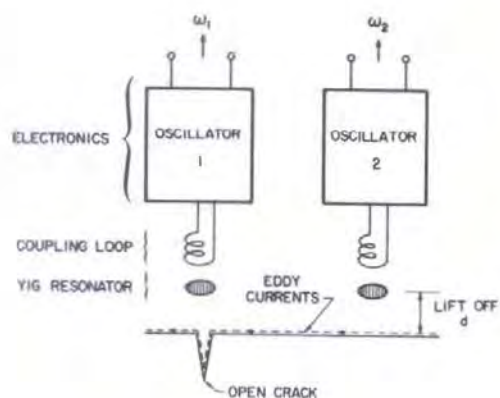 ω₁
ω₂
ELECTRONICS
OSCILLATOR
1
OSCILLATOR
2
COUPLING LOOP
YIG RESONATOR
EDDY
CURRENTS
LIFT OFF
d
OPEN CRACK